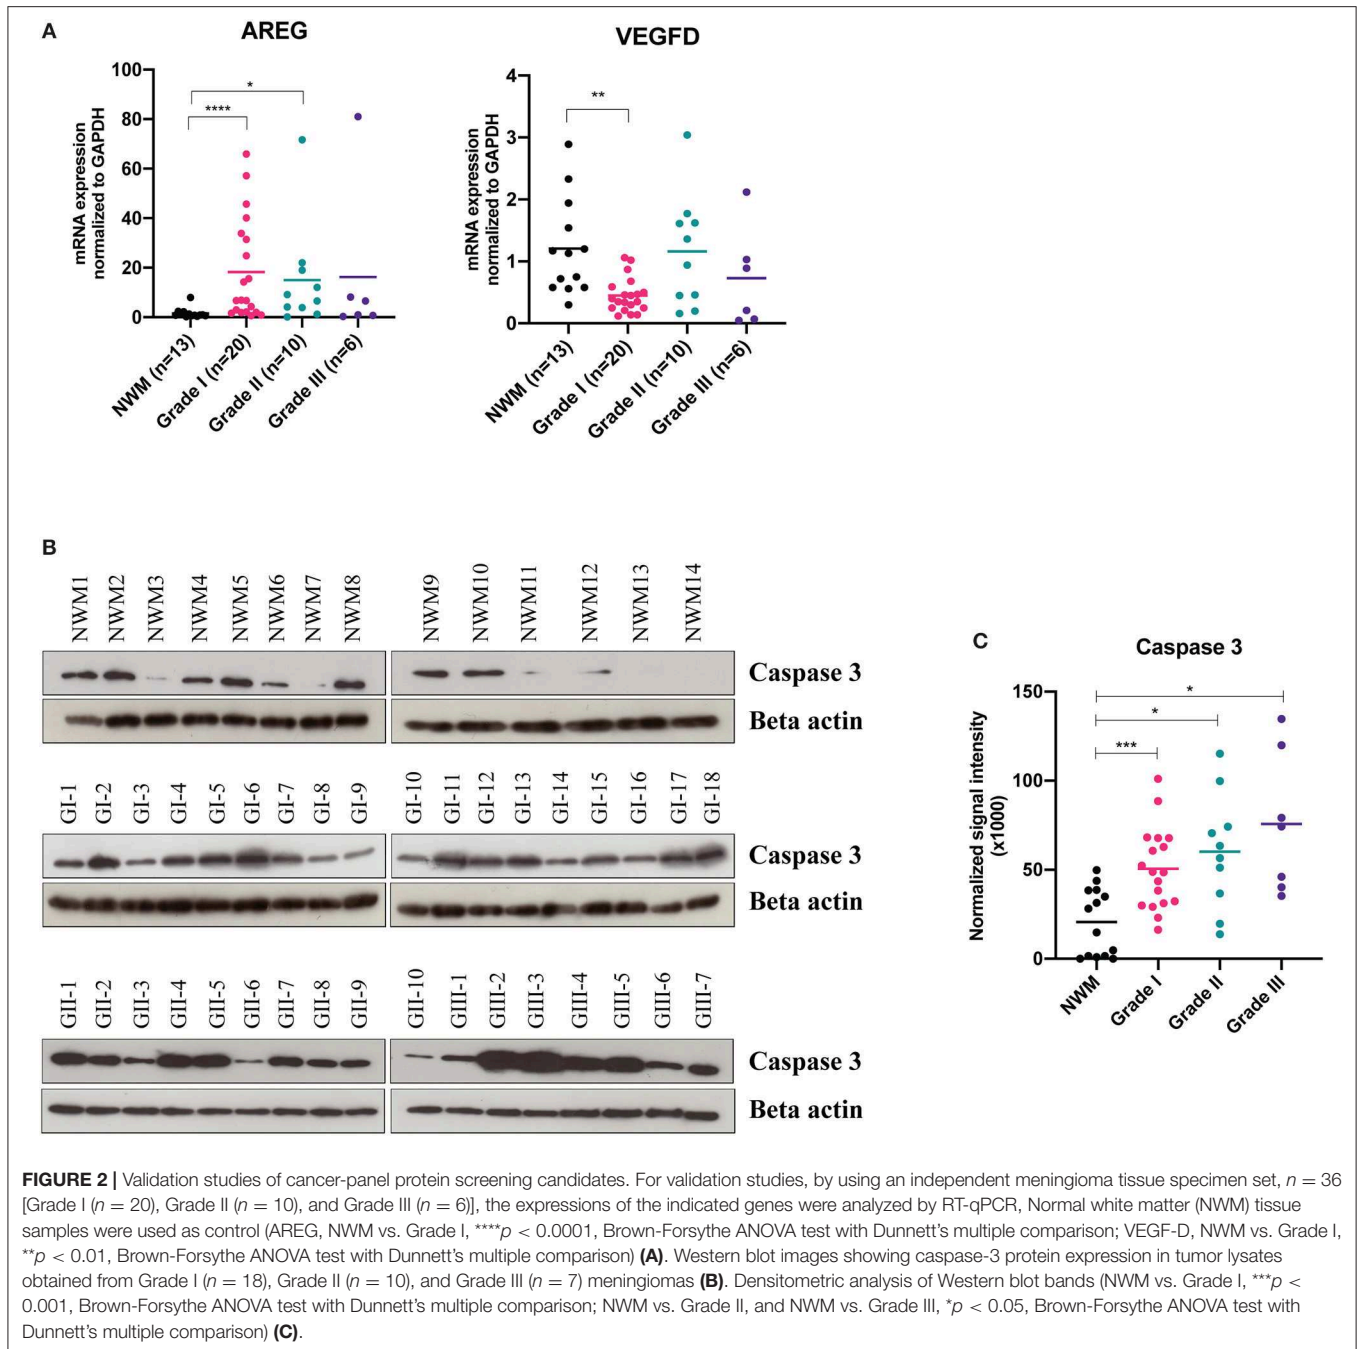 A
AREG
mRNA expression
normalized to GAPDH
100
80
60
40
20
0
*
****
NWM (n=13)
Grade I (n=20)
Grade II (n=10)
Grade III (n=6)
VEGFD
mRNA expression
normalized to GAPDH
4
3
2
1
0
**
NWM (n=13)
Grade I (n=20)
Grade II (n=10)
Grade III (n=6)
B
NWM1 NWM2 NWM3 NWM4 NWM5 NWM6 NWM7 NWM8 NWM9 NWM10 NWM11 NWM12 NWM13 NWM14
Caspase 3
Beta actin
GI-1 GI-2 GI-3 GI-4 GI-5 GI-6 GI-7 GI-8 GI-9 GI-10 GI-11 GI-12 GI-13 GI-14 GI-15 GI-16 GI-17 GI-18
Caspase 3
Beta actin
GII-1 GII-2 GII-3 GII-4 GII-5 GII-6 GII-7 GII-8 GII-9 GII-10 GIII-1 GIII-2 GIII-3 GIII-4 GIII-5 GIII-6 GIII-7
Caspase 3
Beta actin
C
Caspase 3
Normalized signal intensity
(x1000)
150
100
50
0
*
*
***
NWM
Grade I
Grade II
Grade III
FIGURE 2 | Validation studies of cancer-panel protein screening candidates. For validation studies, by using an independent meningioma tissue specimen set, n = 36
[Grade I (n = 20), Grade II (n = 10), and Grade III (n = 6)], the expressions of the indicated genes were analyzed by RT-qPCR, Normal white matter (NWM) tissue
samples were used as control (AREG, NWM vs. Grade I, ****p < 0.0001, Brown-Forsythe ANOVA test with Dunnett's multiple comparison; VEGF-D, NWM vs. Grade I,
**p < 0.01, Brown-Forsythe ANOVA test with Dunnett's multiple comparison) (A). Western blot images showing caspase-3 protein expression in tumor lysates
obtained from Grade I (n = 18), Grade II (n = 10), and Grade III (n = 7) meningiomas (B). Densitometric analysis of Western blot bands (NWM vs. Grade I, ***p <
0.001, Brown-Forsythe ANOVA test with Dunnett's multiple comparison; NWM vs. Grade II, and NWM vs. Grade III, *p < 0.05, Brown-Forsythe ANOVA test with
Dunnett's multiple comparison) (C).